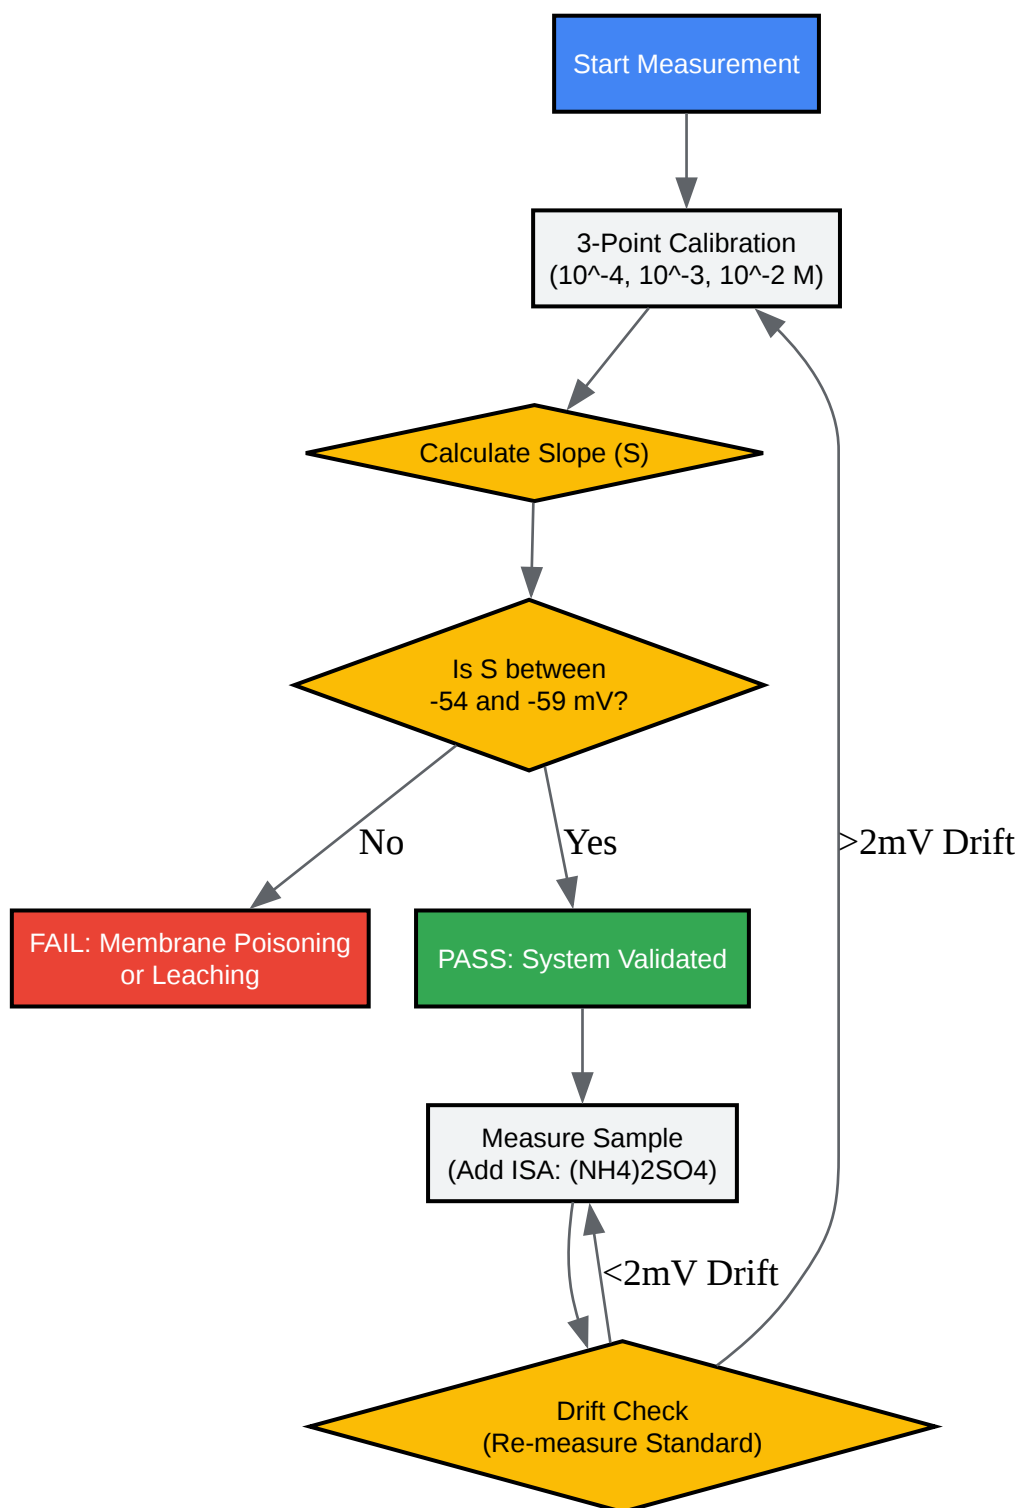 Start Measurement
3-Point Calibration
(10^-4, 10^-3, 10^-2 M)
Calculate Slope (S)
Is S between
-54 and -59 mV?
No
Yes
>2mV Drift
FAIL: Membrane Poisoning
or Leaching
PASS: System Validated
Measure Sample
(Add ISA: (NH4)2SO4)
<2mV Drift
Drift Check
(Re-measure Standard)